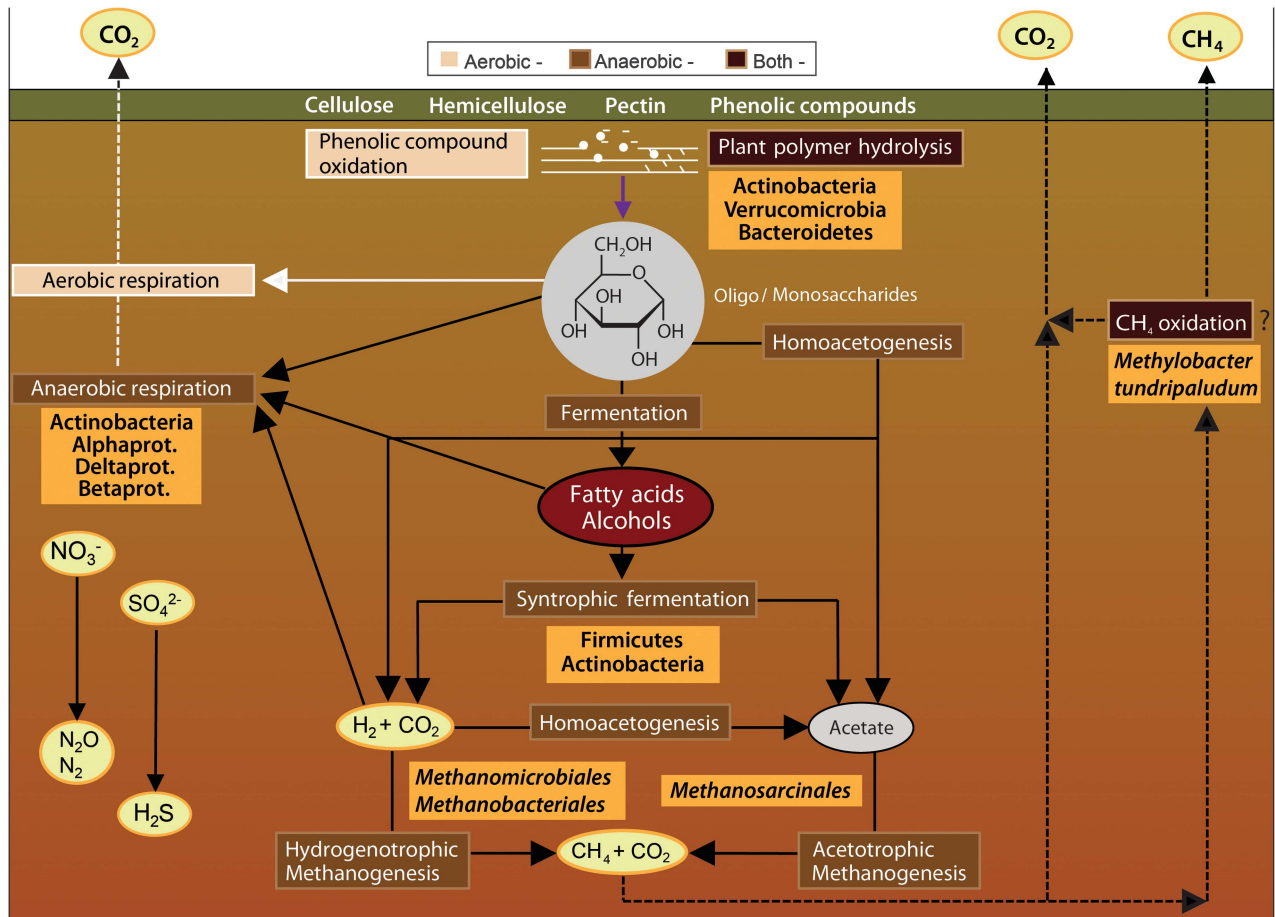 CO₂
CO₂
CH₄
Aerobic -
Anaerobic -
Both -
Cellulose
Hemicellulose
Pectin
Phenolic compounds
Phenolic compound
oxidation
Plant polymer hydrolysis
Actinobacteria
Verrucomicrobia
Bacteroidetes
CH₂OH
O
OH
OH
OH
OH
Oligo / Monosaccharides
Aerobic respiration
Homoacetogenesis
CH₄ oxidation
?
Methylobacter
tundripaludum
Anaerobic respiration
Actinobacteria
Alphaprot.
Deltaprot.
Betaprot.
Fermentation
Fatty acids
Alcohols
NO₃⁻
SO₄²⁻
Syntrophic fermentation
Firmicutes
Actinobacteria
H₂ + CO₂
Homoacetogenesis
Acetate
N₂O
N₂
H₂S
Methanomicrobiales
Methanobacteriales
Methanosarcinales
Hydrogenotrophic
Methanogenesis
CH₄ + CO₂
Acetotrophic
Methanogenesis